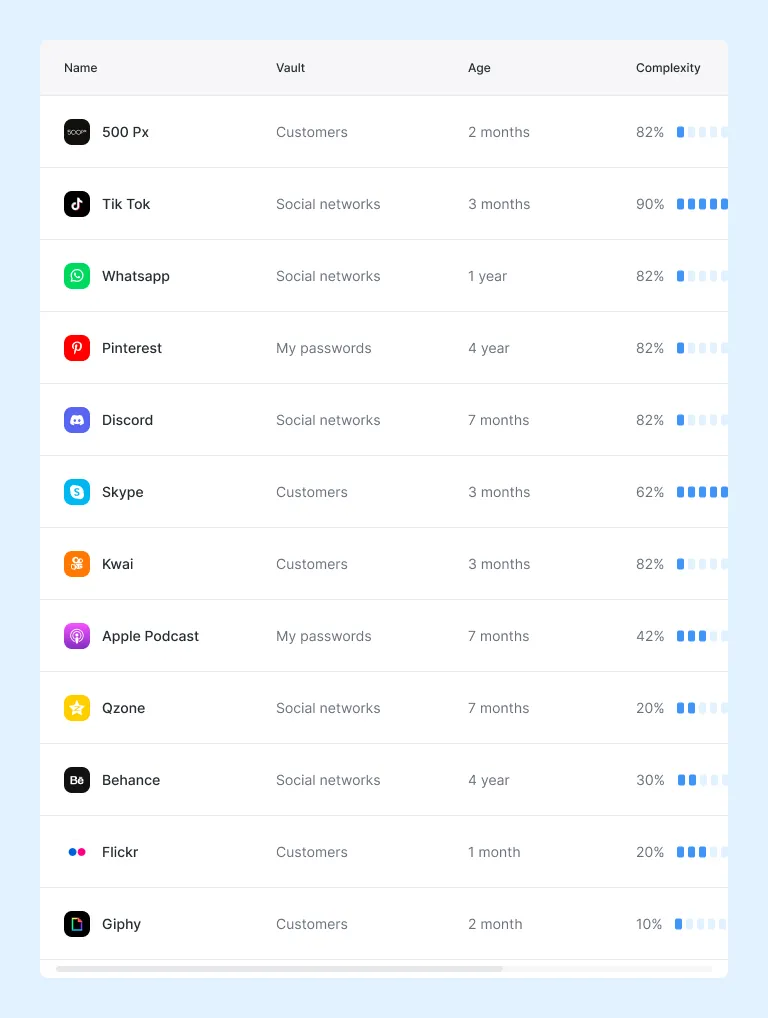 Name Vault Age Complexity
500px 500 Px Customers 2 months 82%
Tik Tok Social networks 3 months 90%
Whatsapp Social networks 1 year 82%
Pinterest My passwords 4 year 82%
Discord Social networks 7 months 82%
S Skype Customers 3 months 62%
Kwai Customers 3 months 82%
Apple Podcast My passwords 7 months 42%
Qzone Social networks 7 months 20%
Bē Behance Social networks 4 year 30%
Flickr Customers 1 month 20%
Giphy Customers 2 month 10%